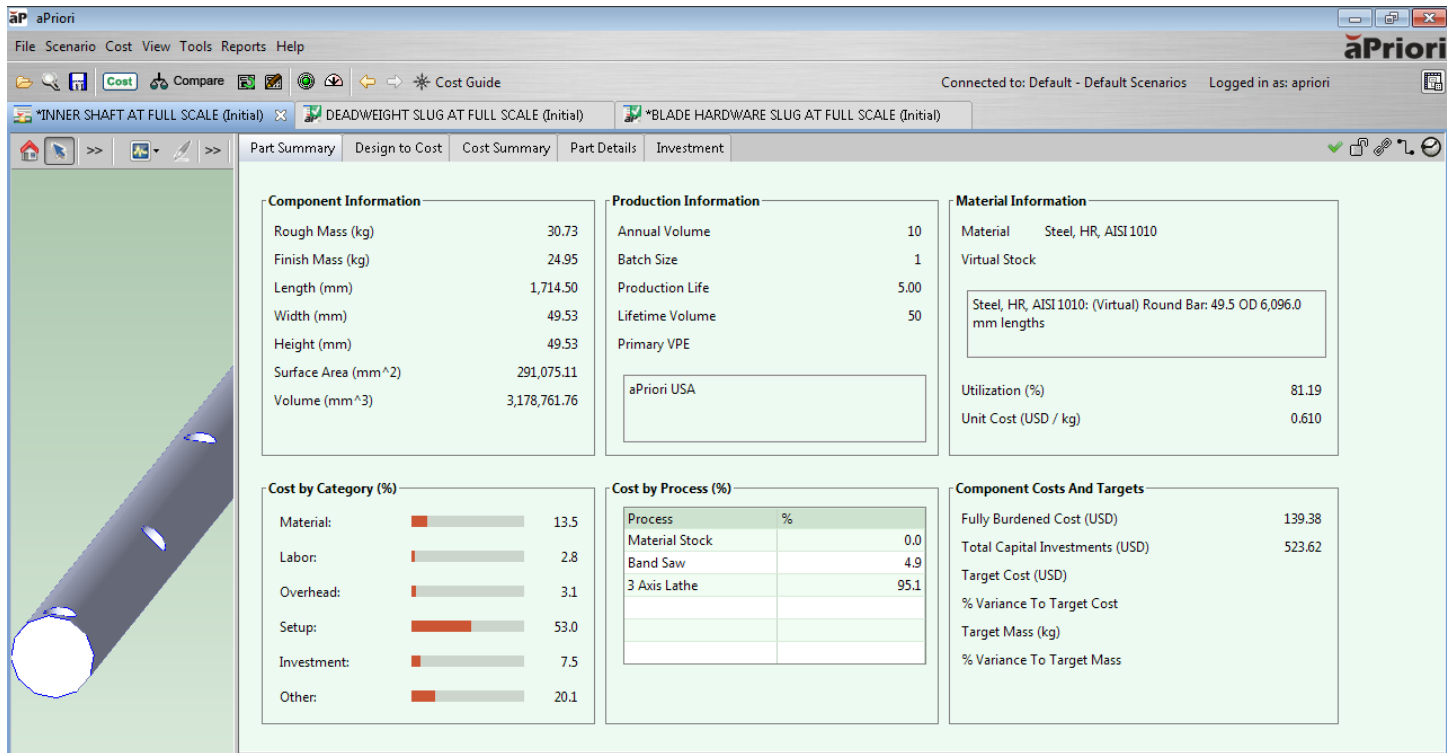 āP aPriori
File Scenario Cost View Tools Reports Help
āPriori
Cost Compare Cost Guide Connected to: Default - Default Scenarios Logged in as: apriori
*INNER SHAFT AT FULL SCALE (Initial) DEADWEIGHT SLUG AT FULL SCALE (Initial) *BLADE HARDWARE SLUG AT FULL SCALE (Initial)
>> >> Part Summary Design to Cost Cost Summary Part Details Investment
Component Information
Rough Mass (kg) 30.73
Finish Mass (kg) 24.95
Length (mm) 1,714.50
Width (mm) 49.53
Height (mm) 49.53
Surface Area (mm^2) 291,075.11
Volume (mm^3) 3,178,761.76
Production Information
Annual Volume 10
Batch Size 1
Production Life 5.00
Lifetime Volume 50
Primary VPE
aPriori USA
Material Information
Material Steel, HR, AISI 1010
Virtual Stock
Steel, HR, AISI 1010: (Virtual) Round Bar: 49.5 OD 6,096.0
mm lengths
Utilization (%) 81.19
Unit Cost (USD / kg) 0.610
Cost by Category (%)
Material: 13.5
Labor: 2.8
Overhead: 3.1
Setup: 53.0
Investment: 7.5
Other: 20.1
Cost by Process (%)
Process %
Material Stock 0.0
Band Saw 4.9
3 Axis Lathe 95.1
Component Costs And Targets
Fully Burdened Cost (USD) 139.38
Total Capital Investments (USD) 523.62
Target Cost (USD)
% Variance To Target Cost
Target Mass (kg)
% Variance To Target Mass